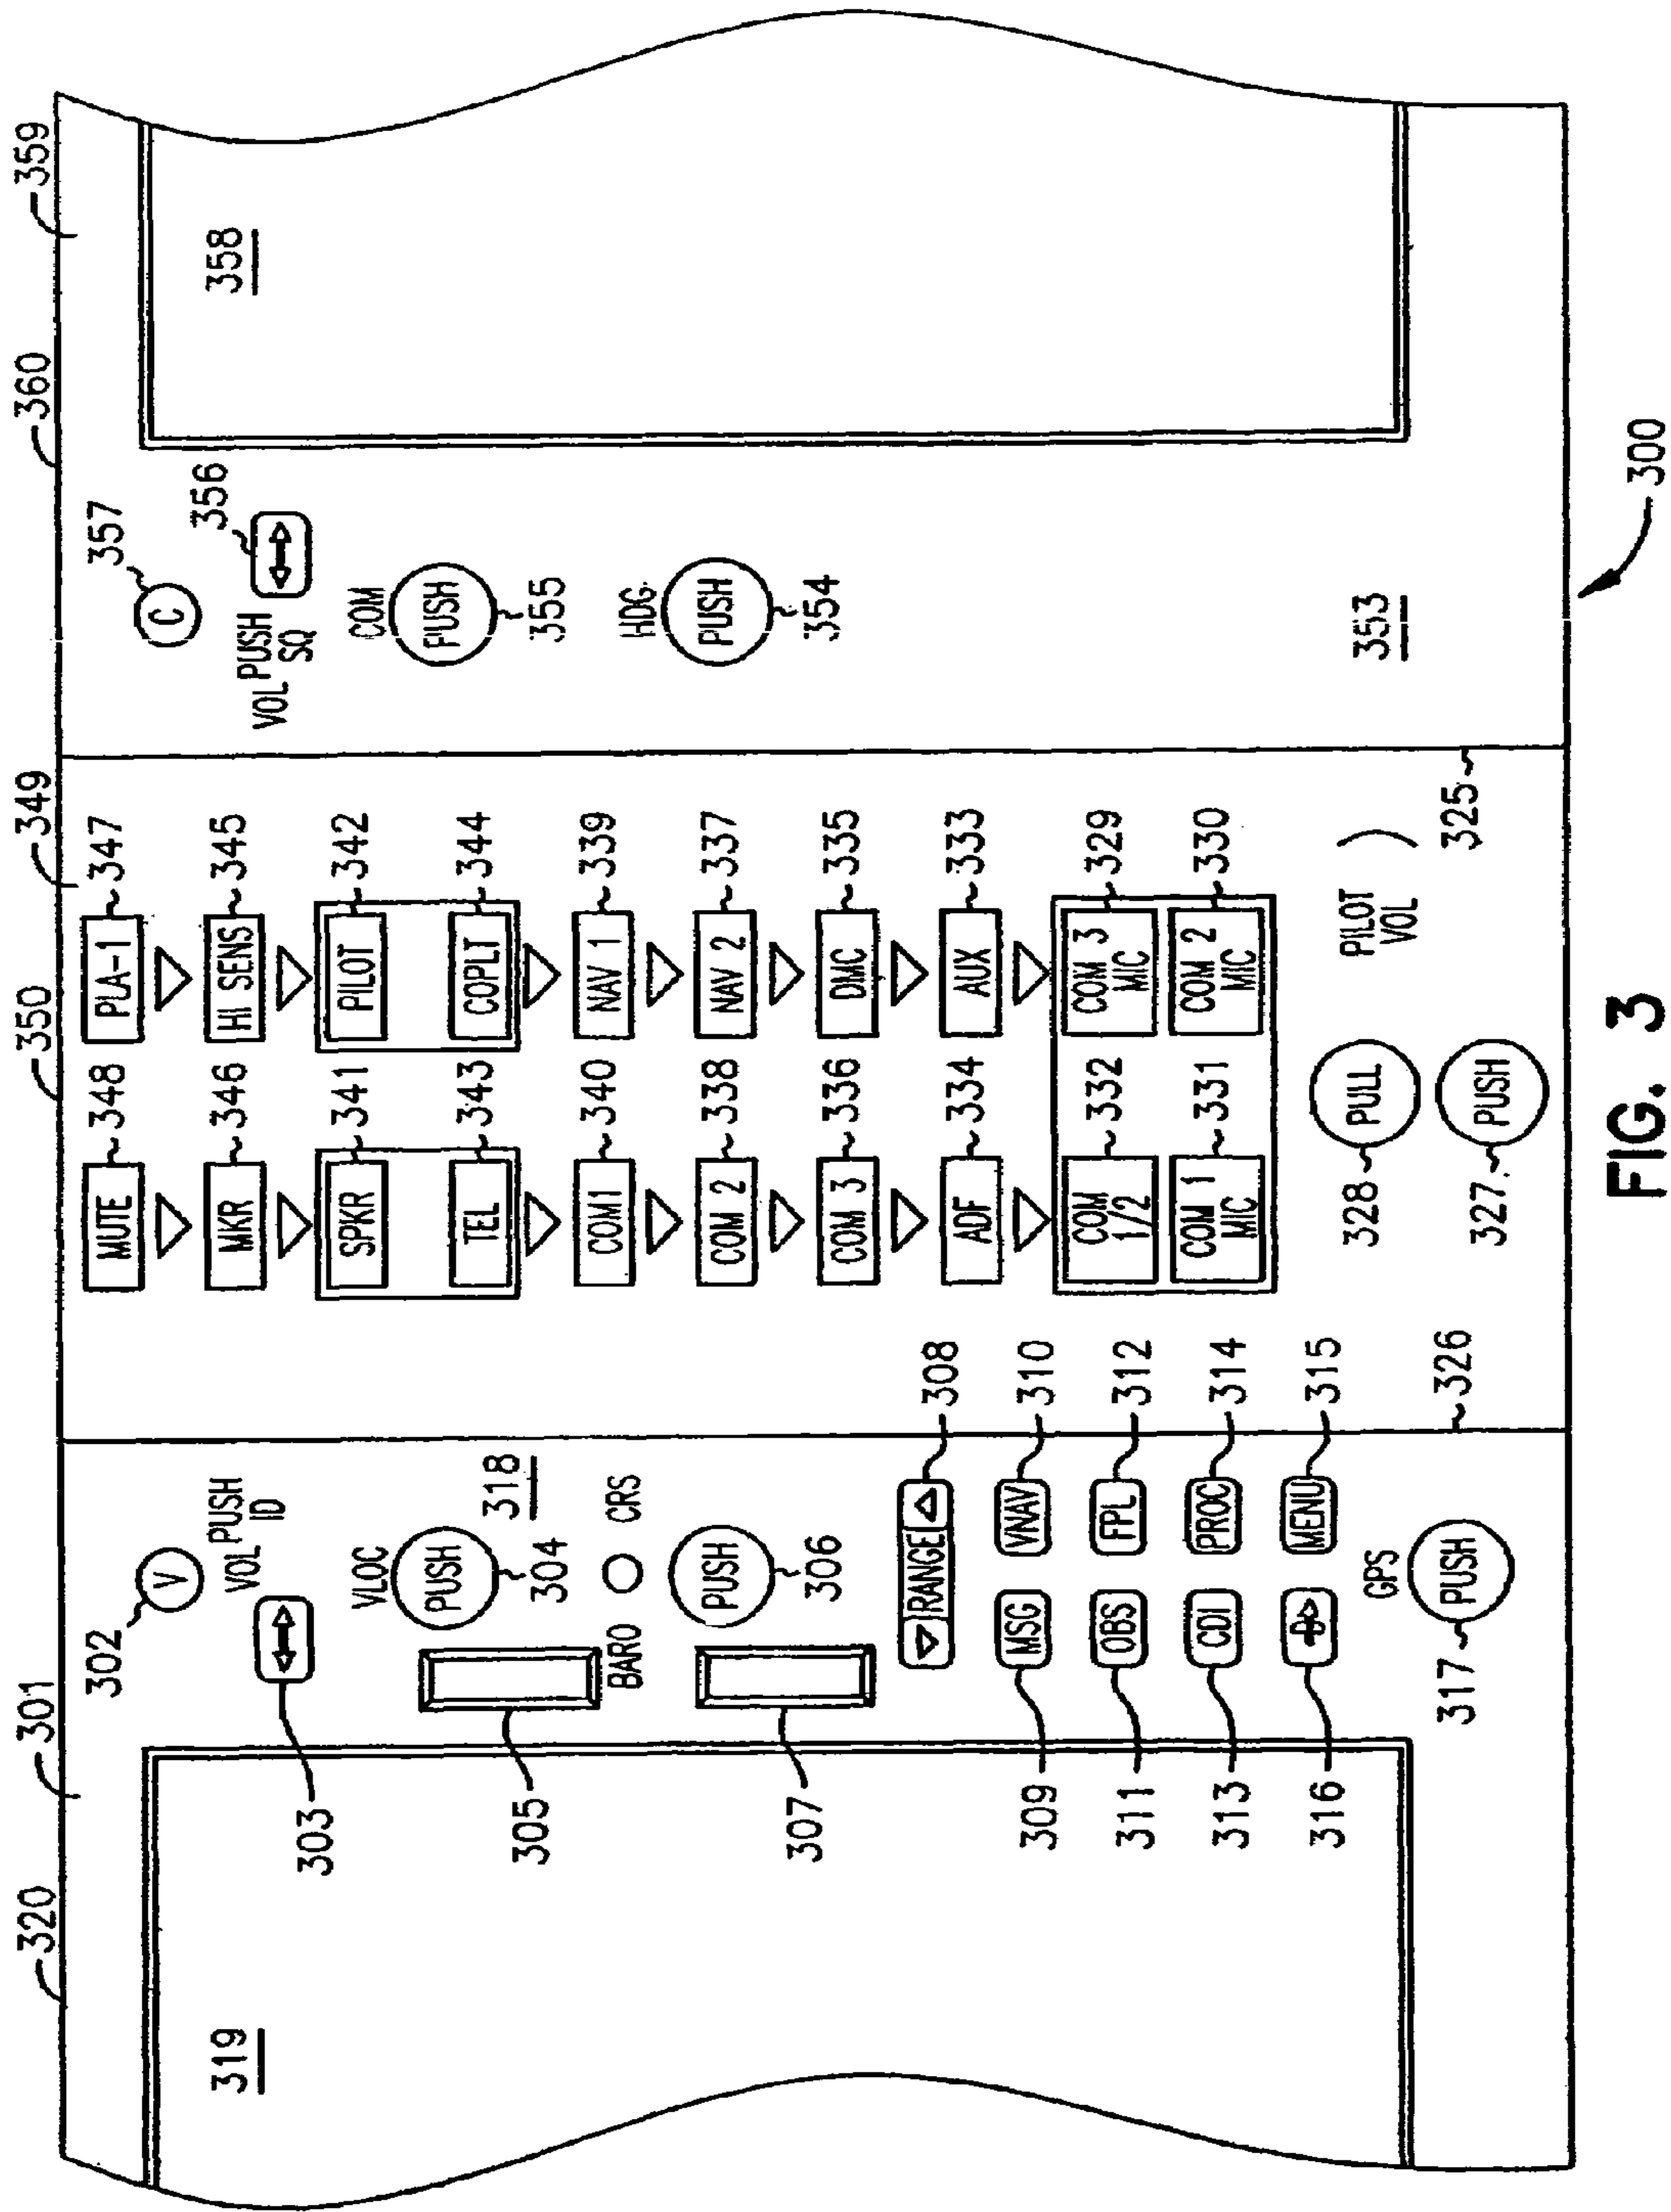 320
301
350
349
360
359
319
302
V
VOL PUSH
ID
303
VLOC
PUSH
304
318
305
BARO
CRS
PUSH
306
307
RANGE
308
309
MSG
VNAV
310
311
OBS
FPL
312
313
CDI
PROC
314
316
D
MENU
315
GPS
317
PUSH
326
MUTE
348
PLA-1
347
MKR
346
HI SENS
345
SPKR
341
PILOT
342
TEL
343
COPLT
344
COM1
340
NAV 1
339
COM 2
338
NAV 2
337
COM 3
336
DMC
335
ADF
334
AUX
333
COM
1/2
332
COM 3
MIC
329
COM 1
MIC
331
COM 2
MIC
330
328
PULL
PILOT
VOL
327
PUSH
325
357
C
VOL PUSH
SQ
356
COM
PUSH
355
HDG
PUSH
354
353
358
300
FIG. 3